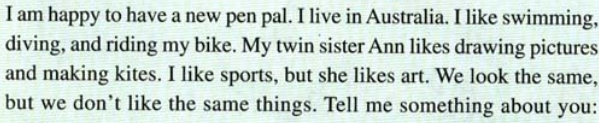 I am happy to have a new pen pal. I live in Australia. I like swimming,
diving, and riding my bike. My twin sister Ann likes drawing pictures
and making kites. I like sports, but she likes art. We look the same,
but we don't like the same things. Tell me something about you: